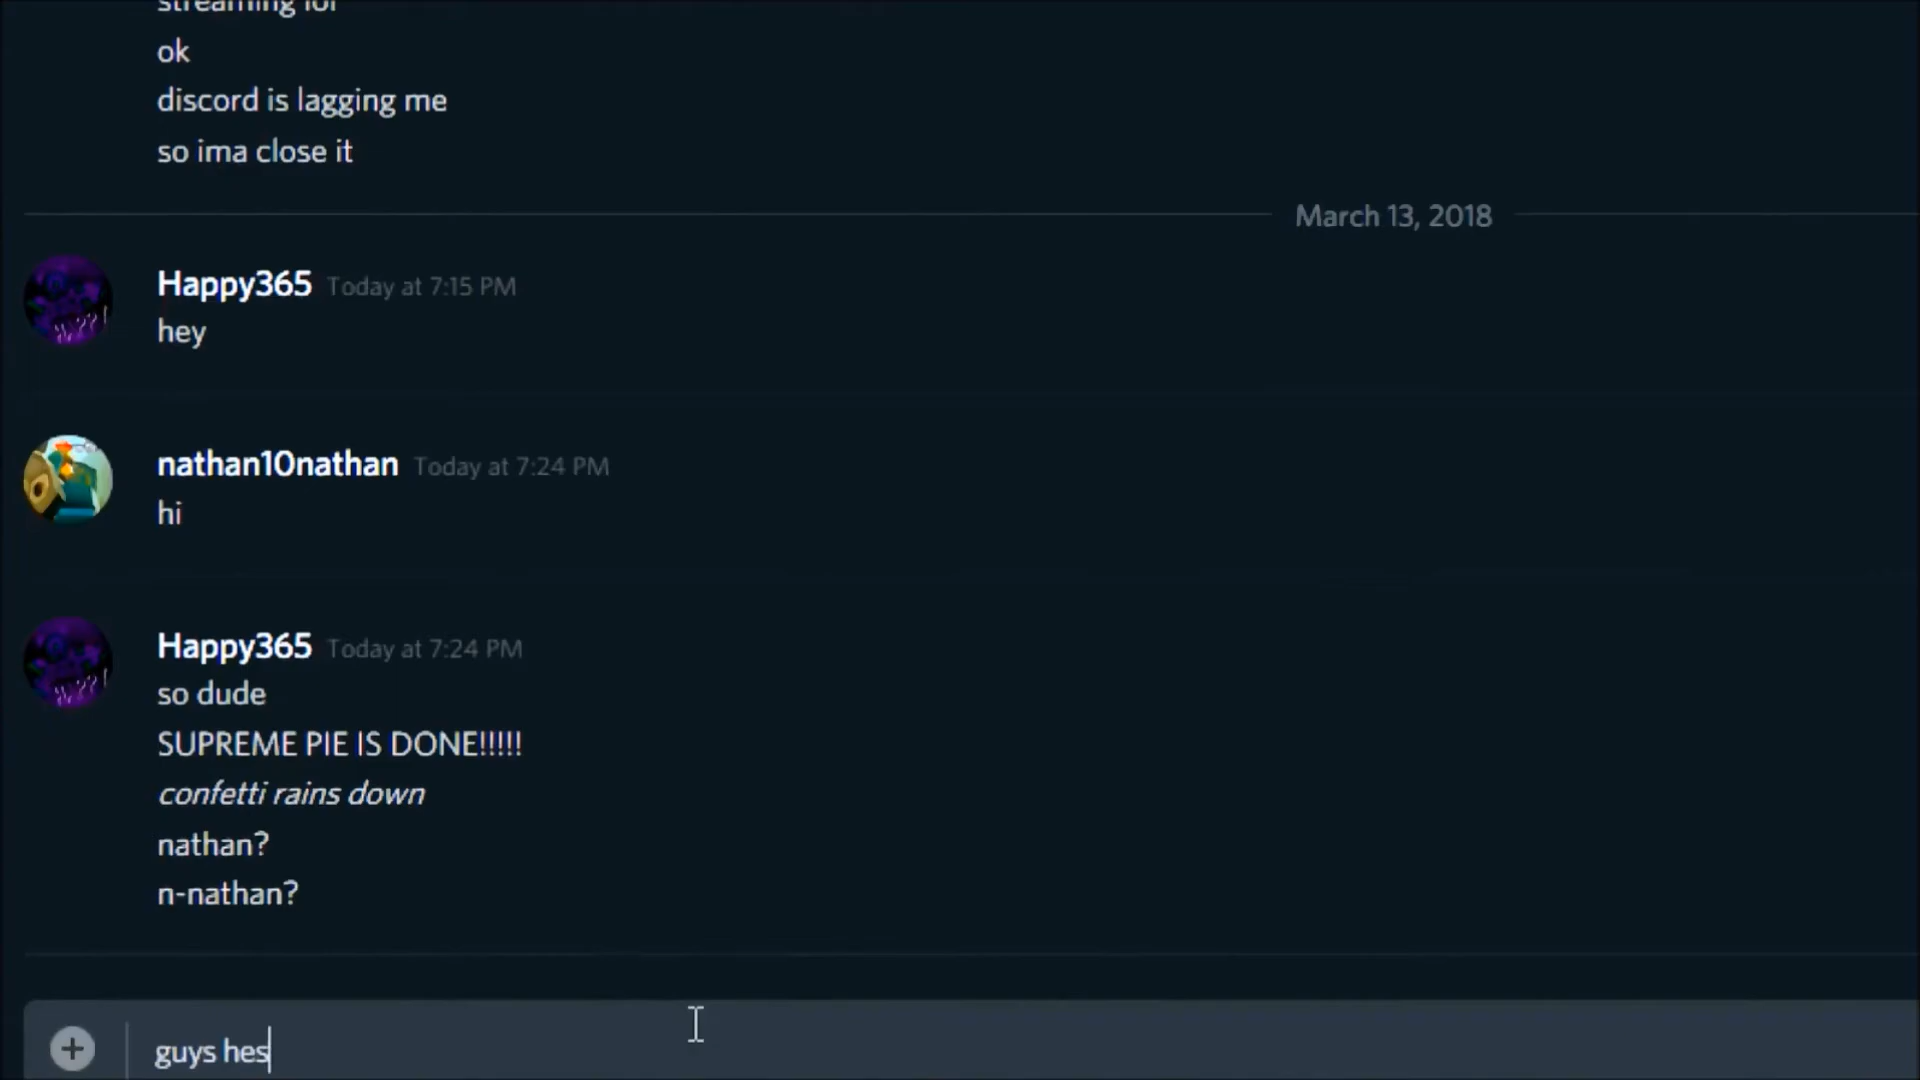 streaming lol
ok
discord is lagging me
so ima close it
March 13, 2018
Happy365 Today at 7:15 PM
hey
nathan10nathan Today at 7:24 PM
hi
Happy365 Today at 7:24 PM
so dude
SUPREME PIE IS DONE!!!!!
confetti rains down
nathan?
n-nathan?
guys hes